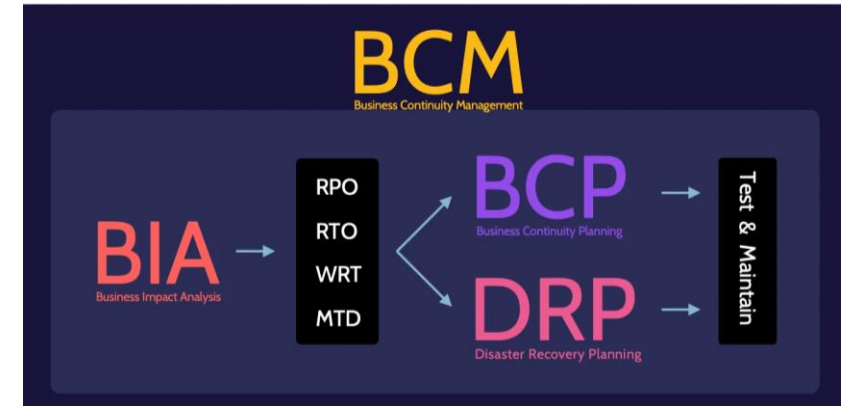 BCM
Business Continuity Management
BIA
Business Impact Analysis
RPO
RTO
WRT
MTD
BCP
Business Continuity Planning
DRP
Disaster Recovery Planning
Test & Maintain